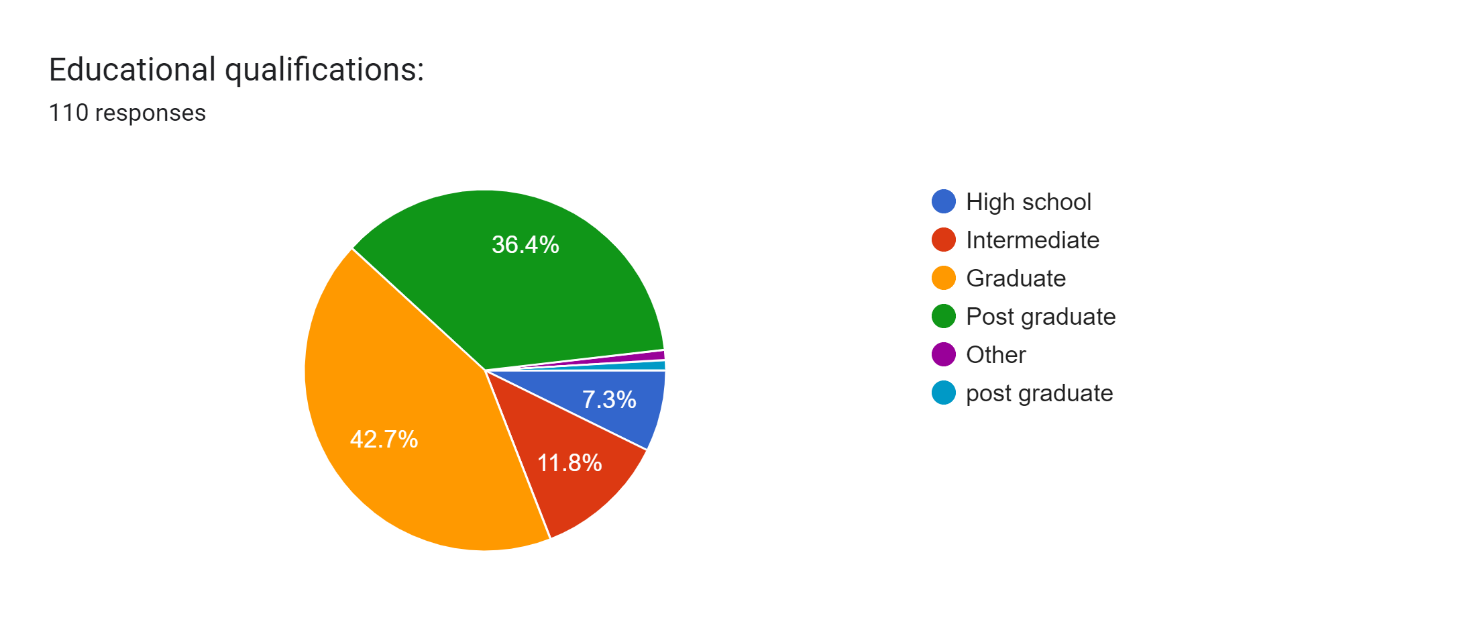 Educational qualifications:
110 responses
36.4%
7.3%
42.7%
11.8%
High school
Intermediate
Graduate
Post graduate
Other
post graduate